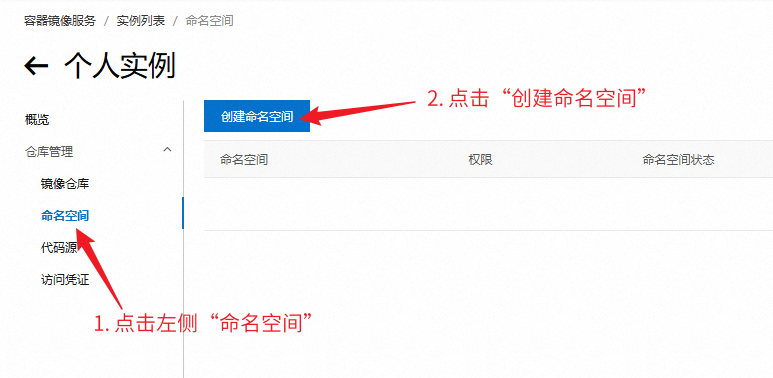 容器镜像服务 / 实例列表 / 命名空间
← 个人实例
创建命名空间
2. 点击“创建命名空间”
概览
仓库管理
命名空间 权限 命名空间状态
镜像仓库
命名空间
代码源
访问凭证
1. 点击左侧“命名空间”